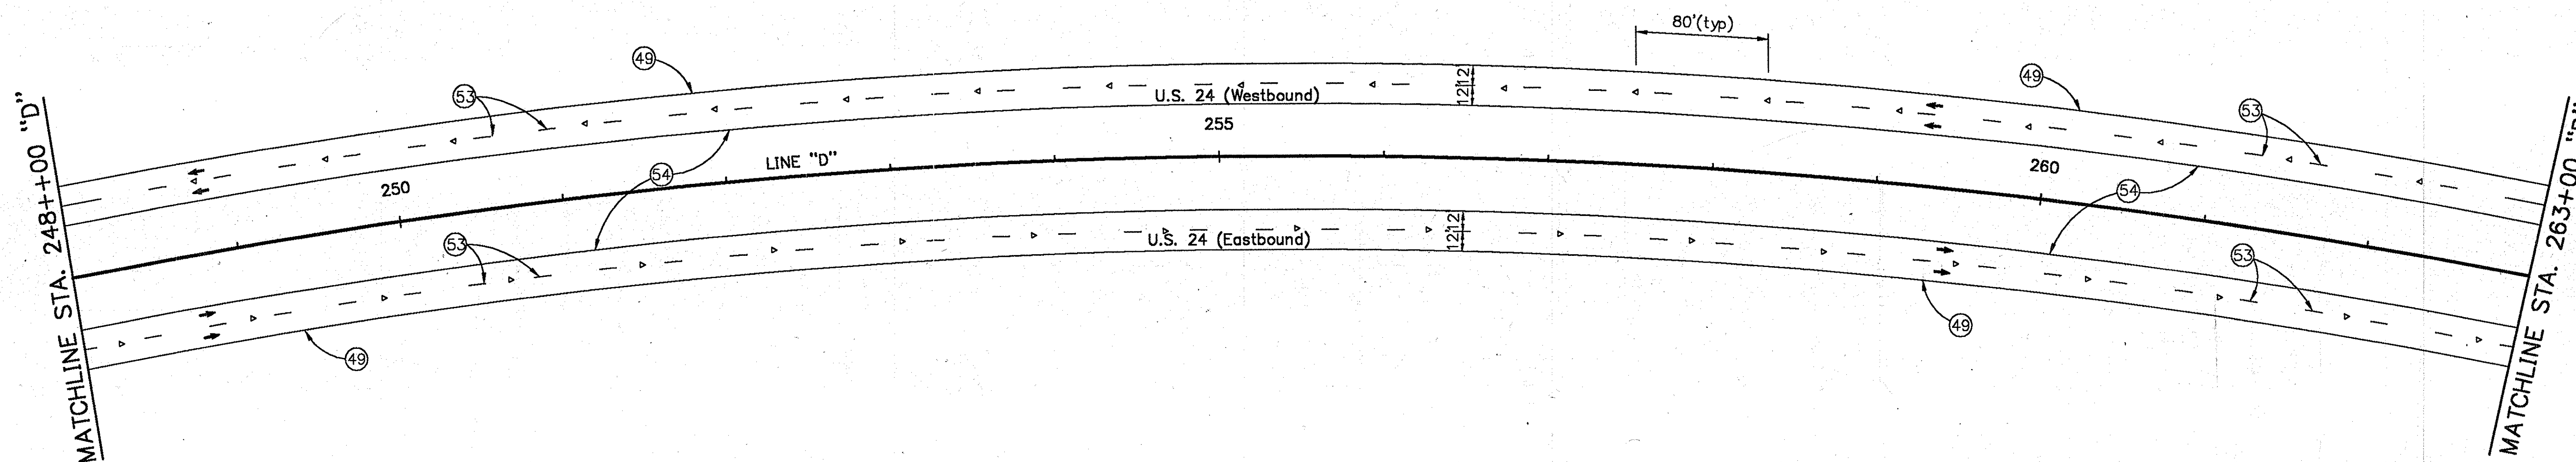 80'(typ)
49
49
53
53
12'
12'
U.S. 24 (Westbound)
255
LINE "D"
250
260
54
54
MATCHLINE STA. 248+00 "D"
MATCHLINE STA. 263+00 "D"
12'
12'
U.S. 24 (Eastbound)
53
53
49
49